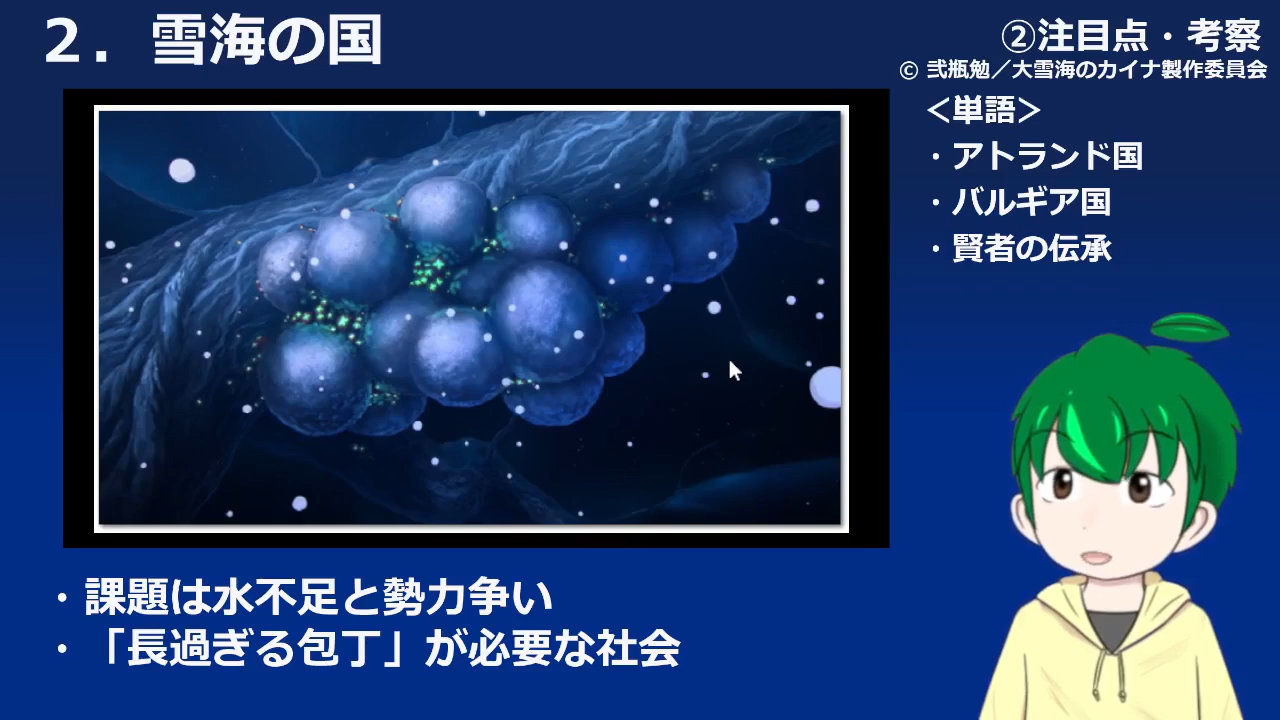 ２．雪海の国
②注目点・考察
© 弐瓶勉／大雪海のカイナ製作委員会
＜単語＞
・アトランド国
・バルギア国
・賢者の伝承
・課題は水不足と勢力争い
・「長過ぎる包丁」が必要な社会